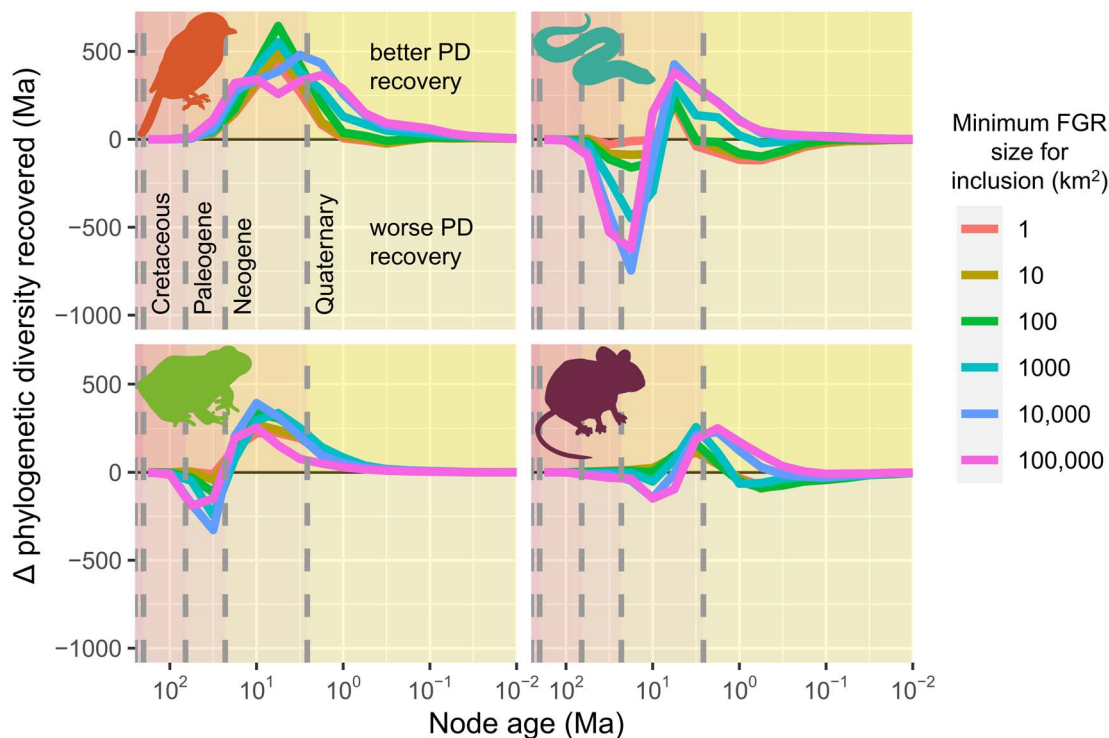 Δ phylogenetic diversity recovered (Ma)
500
0
−500
−1000
better PD
recovery
worse PD
recovery
Cretaceous
Paleogene
Neogene
Quaternary
500
0
−500
−1000
10²
10¹
10⁰
10⁻¹
10⁻²
10²
10¹
10⁰
10⁻¹
10⁻²
Node age (Ma)
Minimum FGR
size for
inclusion (km²)
1
10
100
1000
10,000
100,000